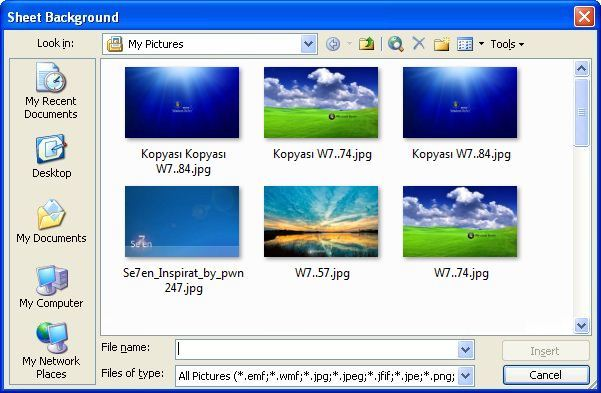 Sheet Background
Look in:
My Pictures
Tools
My Recent
Documents
Desktop
My Documents
My Computer
My Network
Places
Kopyası Kopyası
W7..84.jpg
Kopyası W7..74.jpg
Kopyası W7..84.jpg
Se7en
Se7en_Inspirat_by_pwn
247.jpg
W7..57.jpg
W7..74.jpg
File name:
Insert
Files of type:
All Pictures (*.emf;*.wmf;*.jpg;*.jpeg;*.jfif;*.jpe;*.png;
Cancel